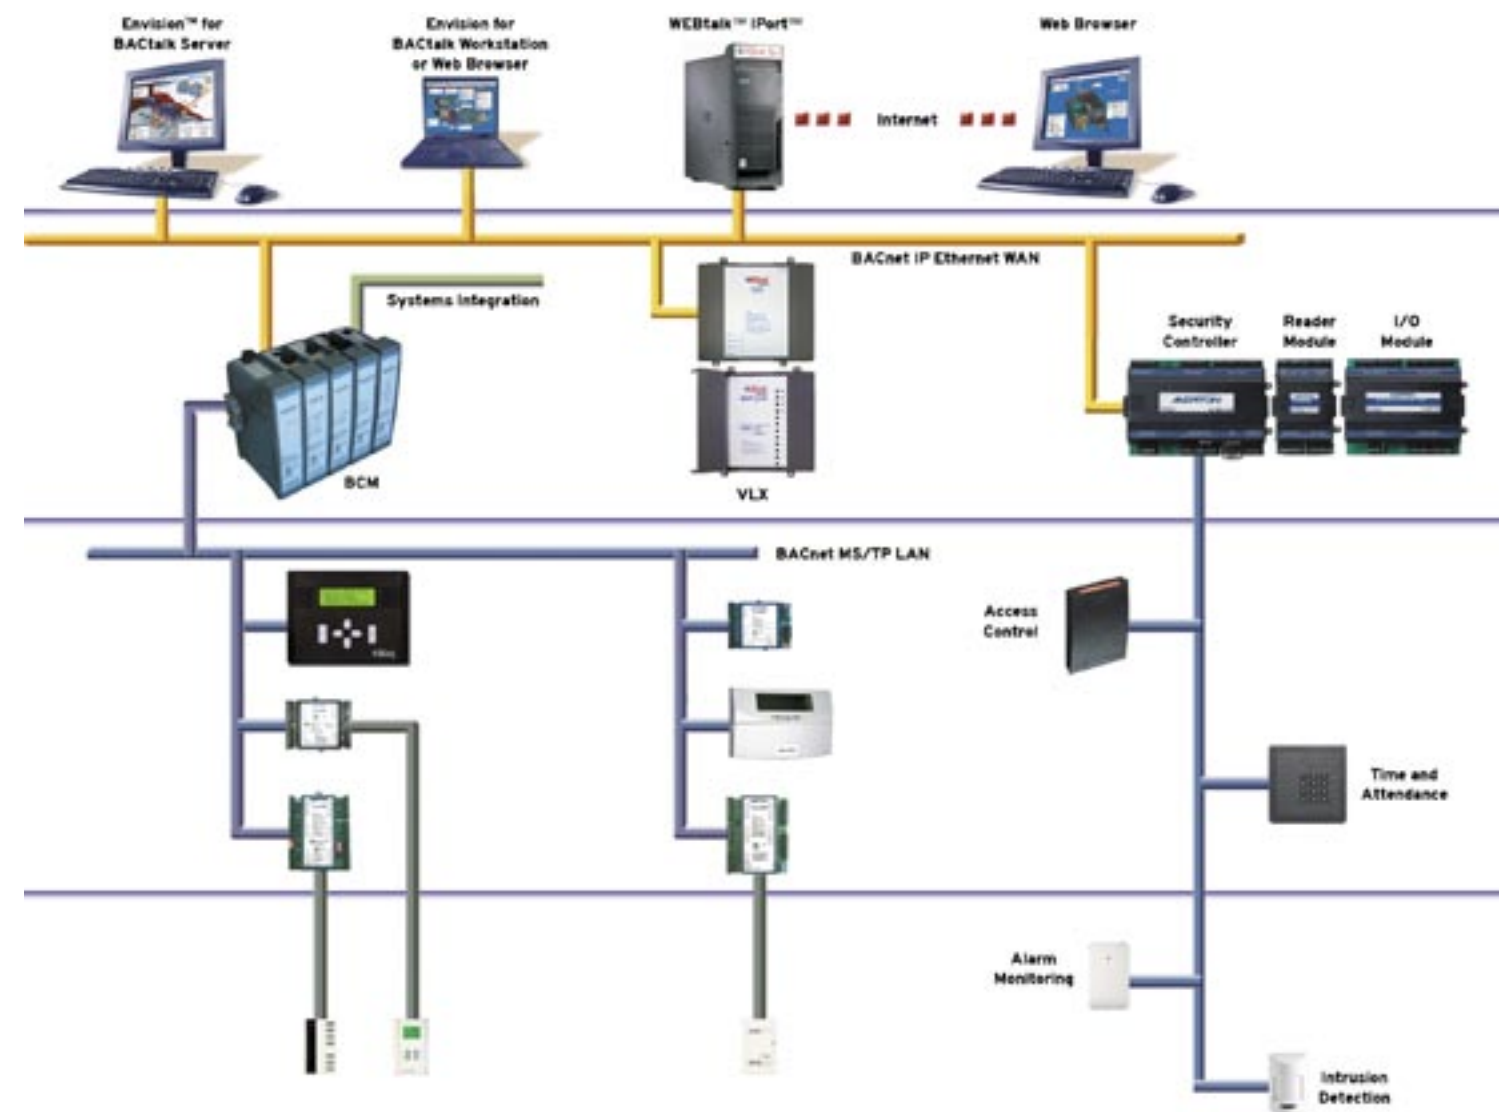 Envision™ for
BACtalk Server
Envision for
BACtalk Workstation
or Web Browser
WEBtalk™ iPort™
Web Browser
Internet
BACnet IP Ethernet WAN
Systems Integration
Security
Controller
Reader
Module
I/O
Module
BCM
VLX
BACnet MS/TP LAN
Access
Control
Time and
Attendance
Alarm
Monitoring
Intrusion
Detection